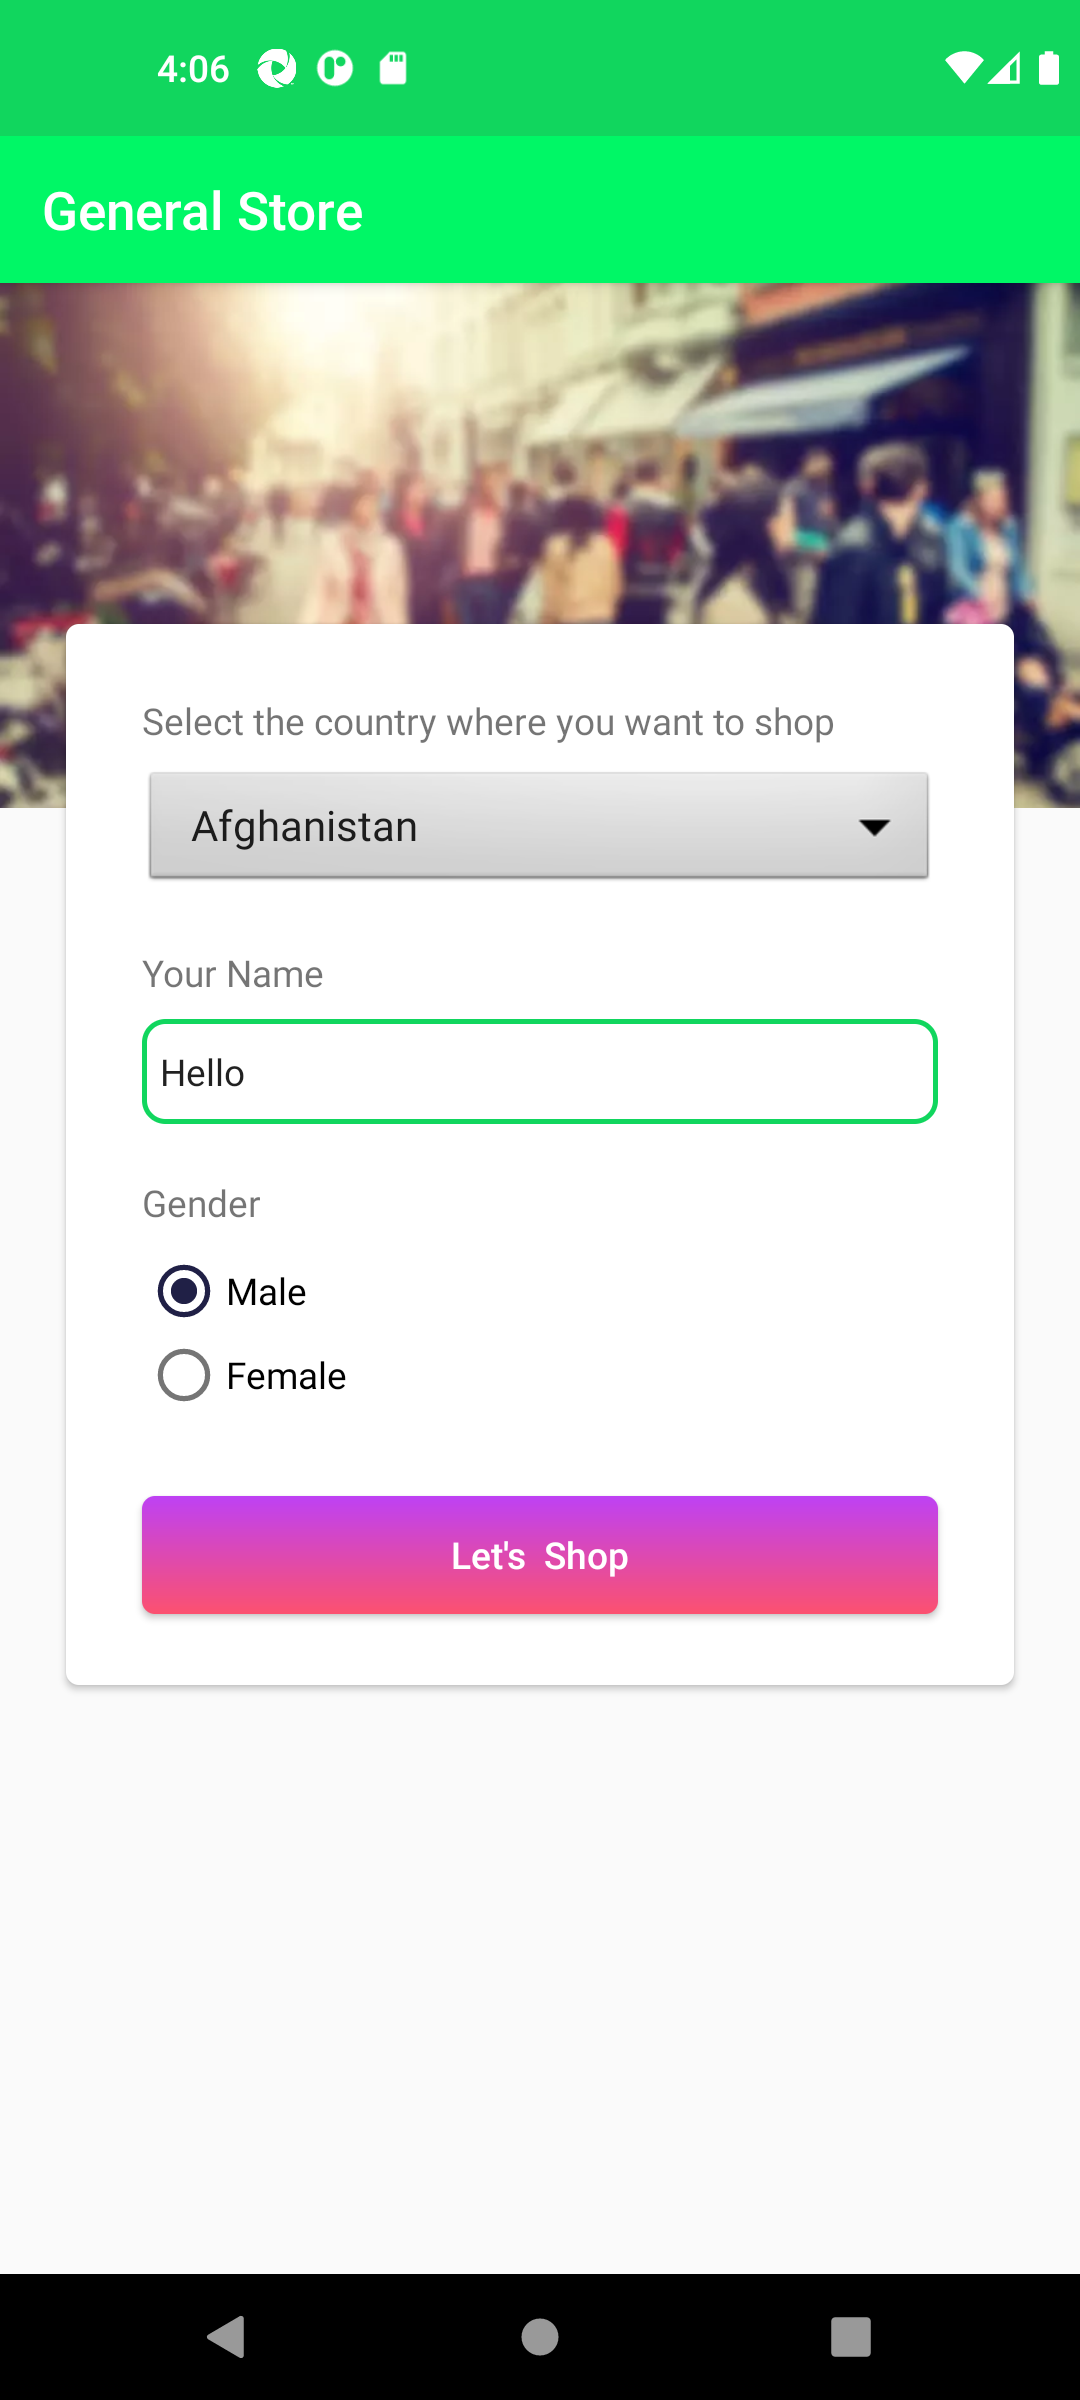 4:06
General Store
Select the country where you want to shop
Afghanistan
Your Name
Hello
Gender
Male
Female
Let's Shop